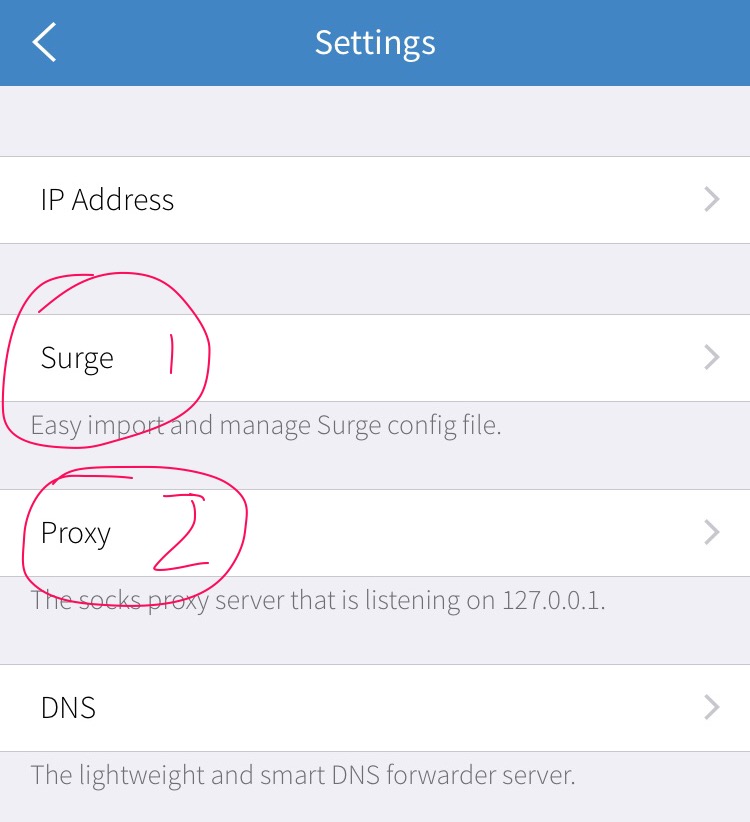 Settings
IP Address
Surge 1
Easy import and manage Surge config file.
Proxy 2
The socks proxy server that is listening on 127.0.0.1.
DNS
The lightweight and smart DNS forwarder server.